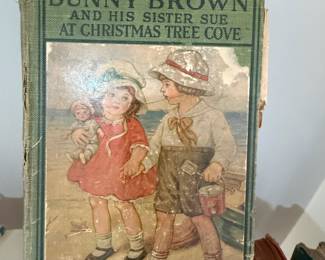 BUNNY BROWN
AND HIS SISTER SUE
AT CHRISTMAS TREE COVE